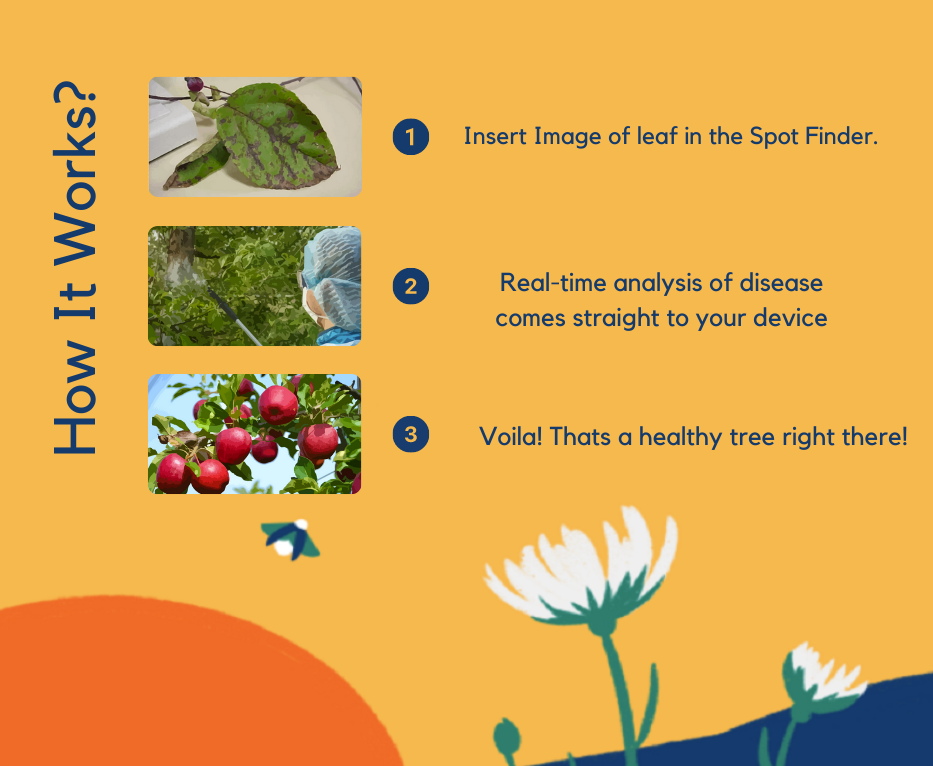 How It Works?
1
Insert Image of leaf in the Spot Finder.
2
Real-time analysis of disease
comes straight to your device
3
Voila! Thats a healthy tree right there!